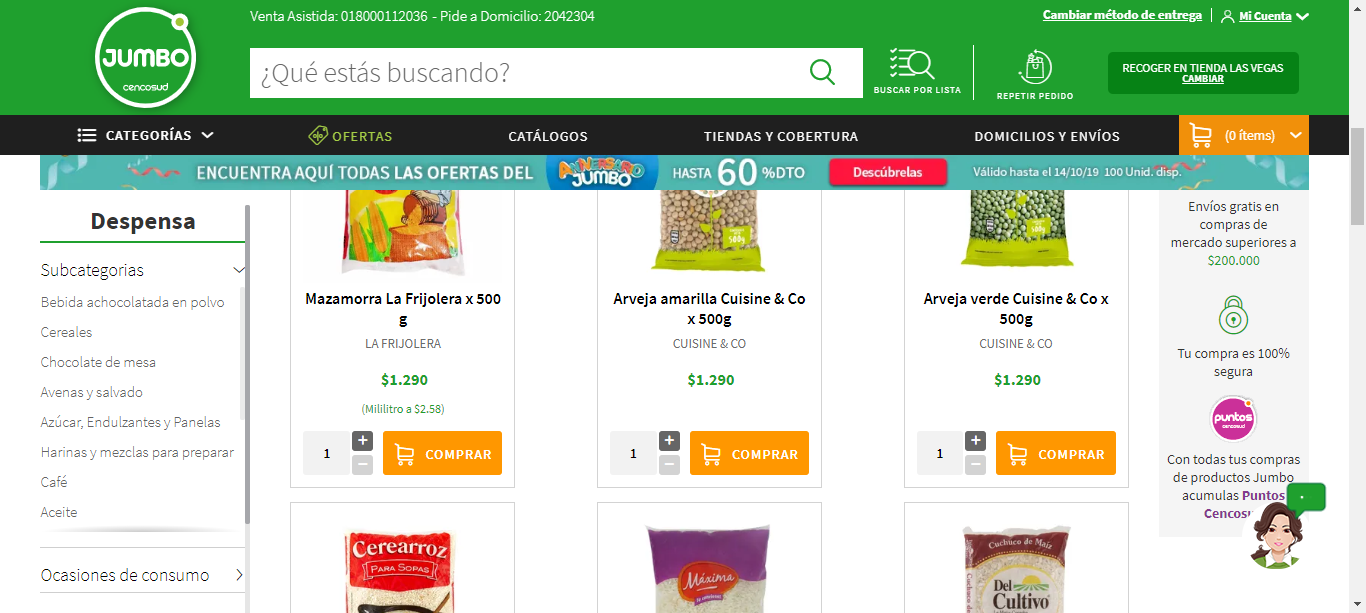 Venta Asistida: 018000112036 - Pide a Domicilio: 2042304
Cambiar método de entrega
Mi Cuenta
JUMBO
cencosud
¿Qué estás buscando?
BUSCAR POR LISTA
REPETIR PEDIDO
RECOGER EN TIENDA LAS VEGAS
CAMBIAR
CATEGORÍAS
OFERTAS
CATÁLOGOS
TIENDAS Y COBERTURA
DOMICILIOS Y ENVÍOS
(0 ítems)
ENCUENTRA AQUÍ TODAS LAS OFERTAS DEL
ANIVERSARIO
JUMBO
HASTA 60 %DTO
Descúbrelas
Válido hasta el 14/10/19 100 Unid. disp.
Despensa
Subcategorias
Bebida achocolatada en polvo
Cereales
Chocolate de mesa
Avenas y salvado
Azúcar, Endulzantes y Panelas
Harinas y mezclas para preparar
Café
Aceite
Ocasiones de consumo
Mazamorra La Frijolera x 500
g
LA FRIJOLERA
$1.290
(Mililitro a $2.58)
1
+
−
COMPRAR
500g
Arveja amarilla Cuisine & Co
x 500g
CUISINE & CO
$1.290
1
+
−
COMPRAR
500g
Arveja verde Cuisine & Co x
500g
CUISINE & CO
$1.290
1
+
−
COMPRAR
Cerearroz
PARA SOPAS
Máxima
Cuchuco de Maíz
Del
Cultivo
Envíos gratis en
compras de
mercado superiores a
$200.000
Tu compra es 100%
segura
puntos
cencosud
Con todas tus compras
de productos Jumbo
acumulas Puntos